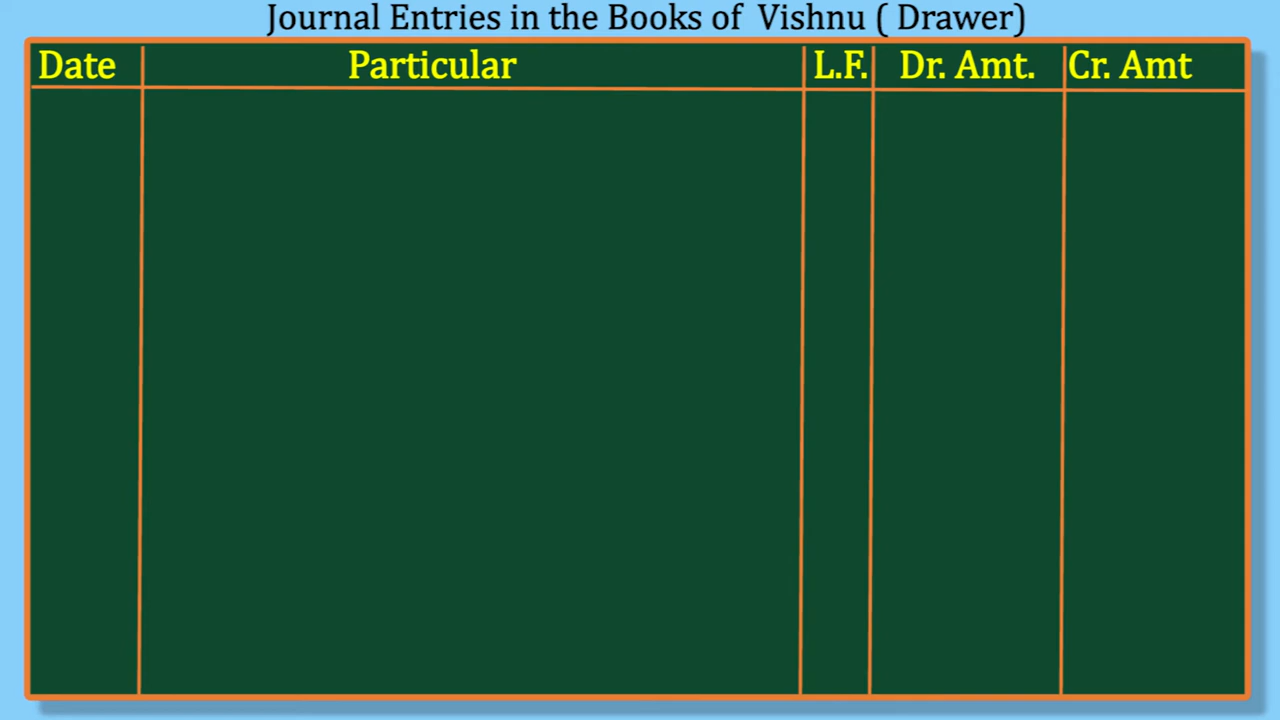 Journal Entries in the Books of Vishnu ( Drawer)
Date Particular L.F. Dr. Amt. Cr. Amt